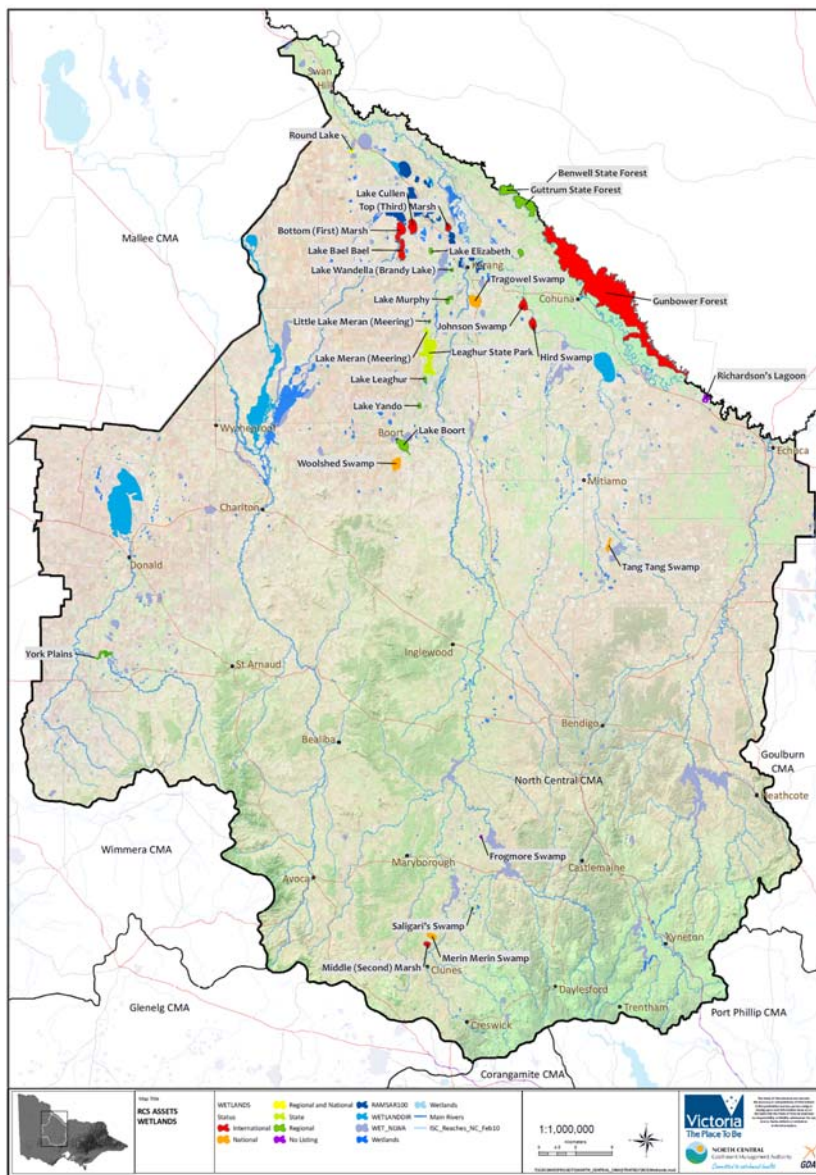 Swan
Hill
Round Lake
Benwell State Forest
Guttrum State Forest
Lake Cullen
Top (Third) Marsh
Mallee CMA
Bottom (First) Marsh
Lake Bael Bael
Lake Elizabeth
Kerang
Lake Wandella (Brandy Lake)
Tragowel Swamp
Lake Murphy
Cohuna
Gunbower Forest
Little Lake Meran (Meering)
Johnson Swamp
Lake Meran (Meering)
Leaghur State Park
Hird Swamp
Richardson's Lagoon
Lake Leaghur
Lake Yando
Wycheproof
Boort
Lake Boort
Echuca
Woolshed Swamp
Mitiamo
Charlton
Donald
Tang Tang Swamp
York Plains
Inglewood
St Arnaud
Bendigo
Bealiba
Goulburn
CMA
North Central CMA
Heathcote
Wimmera CMA
Frogmore Swamp
Maryborough
Castlemaine
Avoca
Saligari's Swamp
Kyneton
Merin Merin Swamp
Middle (Second) Marsh
Clunes
Daylesford
Glenelg CMA
Trentham
Port Phillip CMA
Creswick
Corangamite CMA
Map Title
RCS ASSETS
WETLANDS
WETLANDS
Status
International
National
Regional and National
State
Regional
No Listing
RAMSAR100
WETLANDDIR
WET_NGWA
Wetlands
Wetlands
Main Rivers
ISC_Reaches_NC_Feb10
1:1,000,000
kilometers
Victoria
The Place To Be
NORTH CENTRAL
Catchment Management Authority
GDA